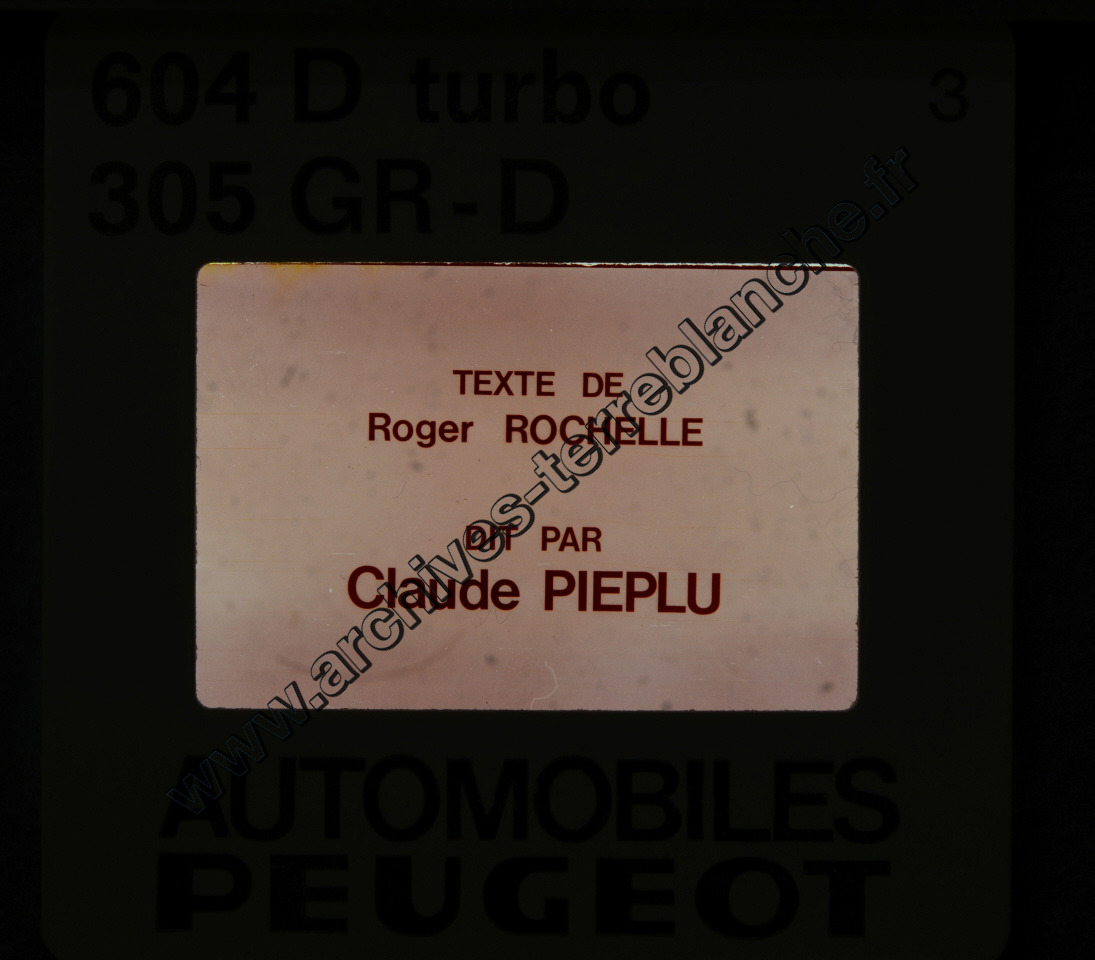 604 D turbo 3
305 GR-D
TEXTE DE
Roger ROCHELLE
DIT PAR
Claude PIEPLU
www.archives-terreblanche.fr
AUTOMOBILES
PEUGEOT